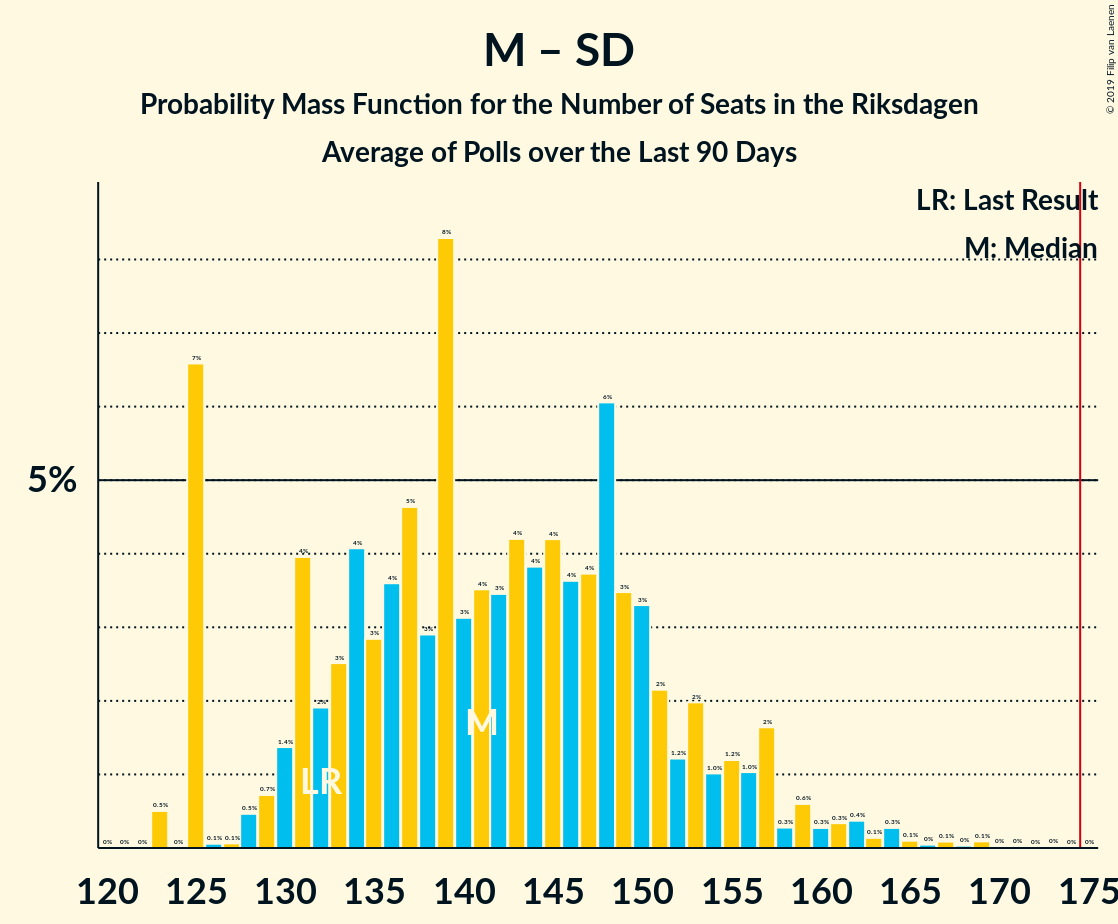 M – SD
Probability Mass Function for the Number of Seats in the Riksdagen
Average of Polls over the Last 90 Days
© 2019 Filip van Laenen
LR: Last Result
M: Median
5%
0% 0% 0% 0.5% 0% 7% 0.1% 0.1% 0.5% 0.7% 1.4% 4% 2% 3% 4% 3% 4% 5% 3% 8% 3% 4% 3% 4% 4% 4% 4% 4% 6% 3% 3% 2% 1.2% 2% 1.0% 1.2% 1.0% 2% 0.3% 0.6% 0.3% 0.3% 0.4% 0.1% 0.3% 0.1% 0% 0.1% 0% 0.1% 0% 0% 0% 0% 0% 0%
M
LR
120 125 130 135 140 145 150 155 160 165 170 175